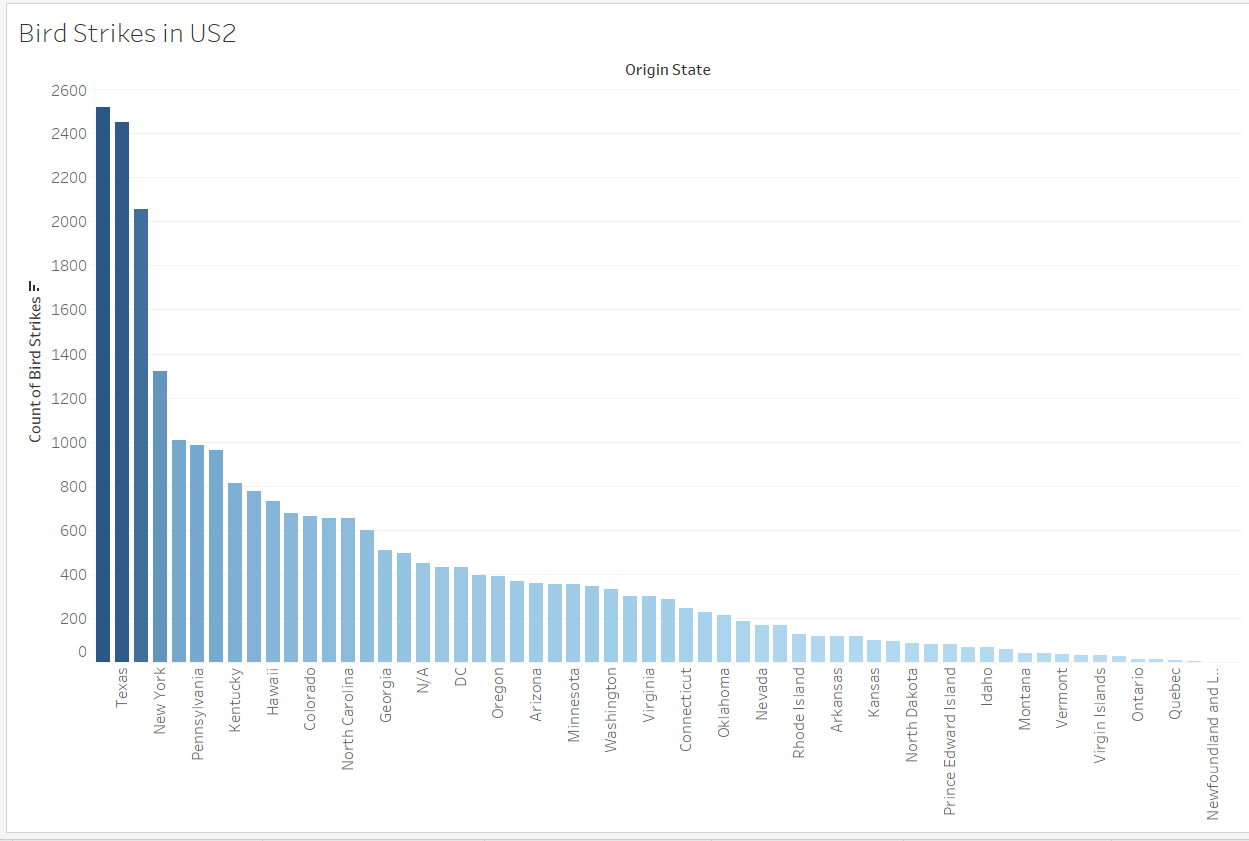 Bird Strikes in US2
Origin State
2600
2400
2200
2000
1800
1600
1400
1200
1000
800
600
400
200
0
Count of Bird Strikes
Texas
New York
Pennsylvania
Kentucky
Hawaii
Colorado
North Carolina
Georgia
N/A
DC
Oregon
Arizona
Minnesota
Washington
Virginia
Connecticut
Oklahoma
Nevada
Rhode Island
Arkansas
Kansas
North Dakota
Prince Edward Island
Idaho
Montana
Vermont
Virgin Islands
Ontario
Quebec
Newfoundland and L...